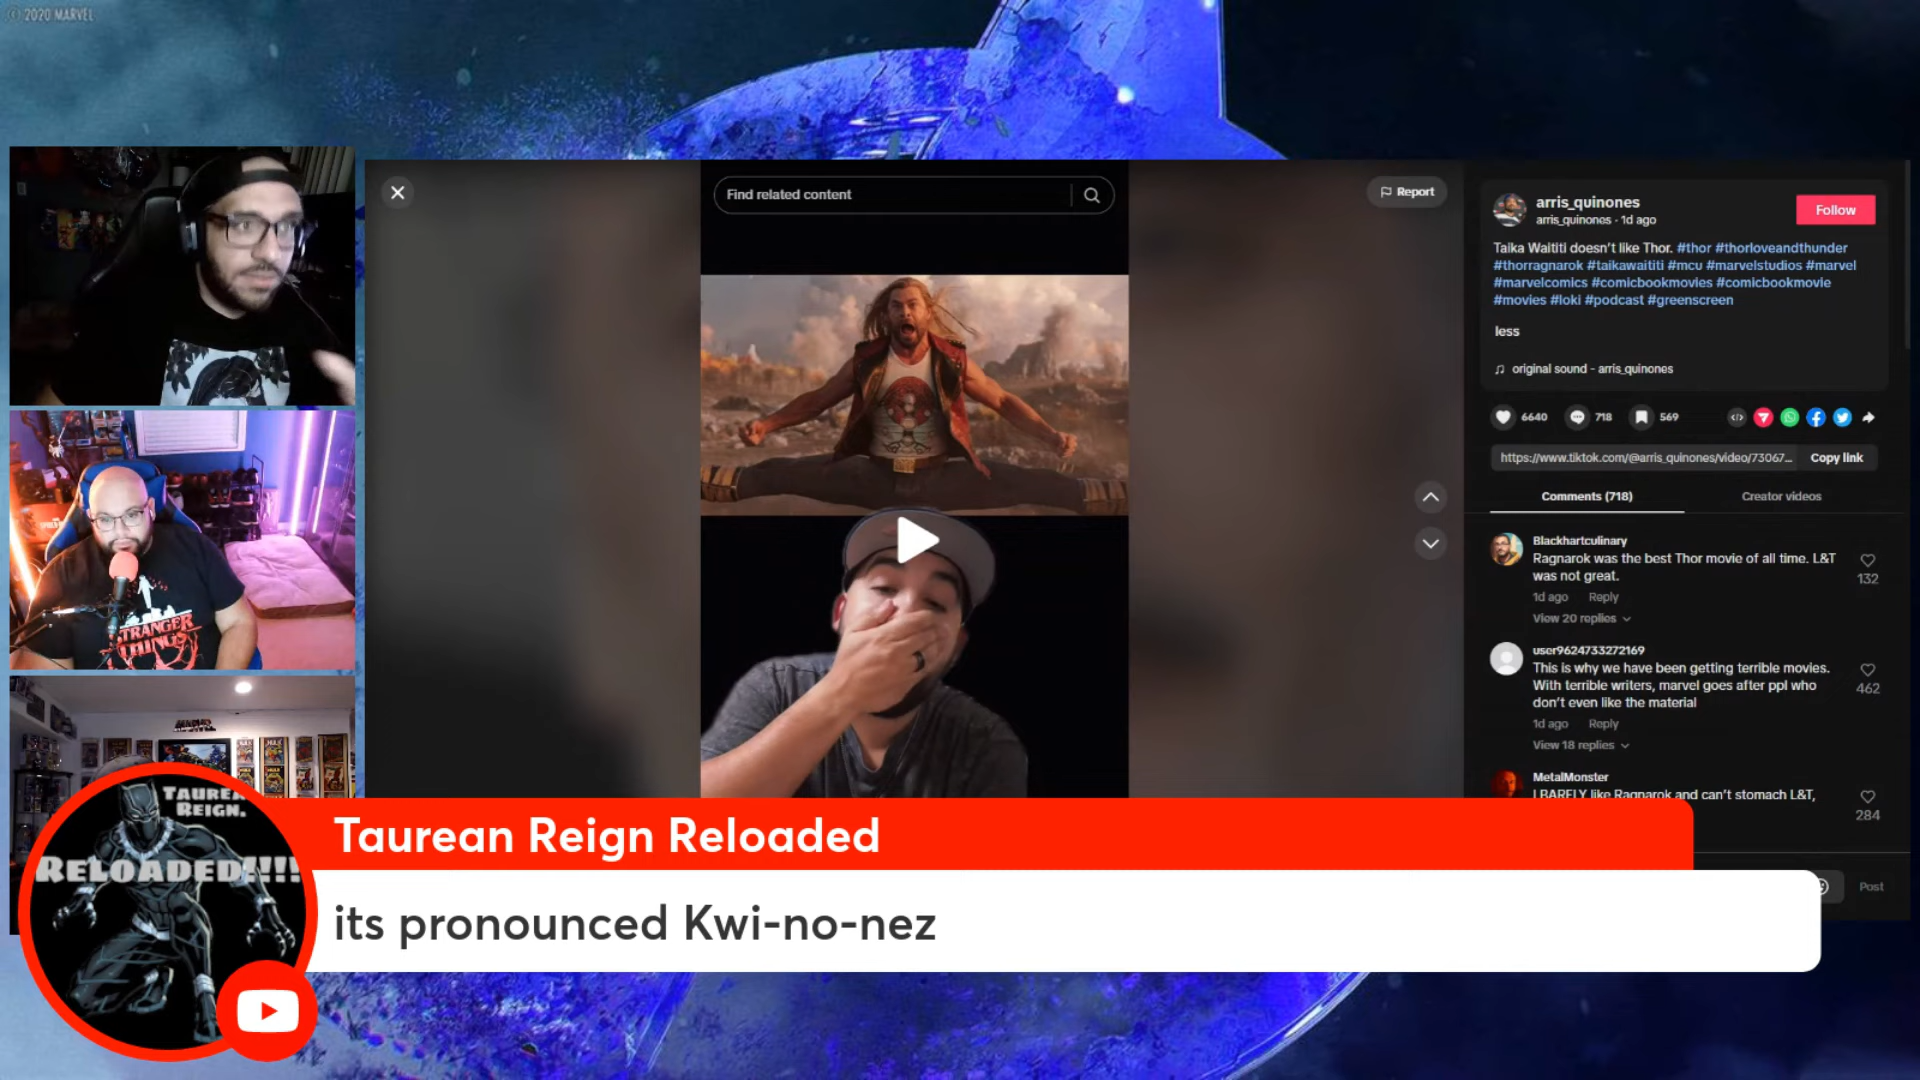 © 2020 MARVEL
Find related content
Report
arris_quinones
arris_quinones · 1d ago
Follow
Taika Waititi doesn't like Thor. #thor #thorloveandthunder
#thorragnarok #taikawaititi #mcu #marvelstudios #marvel
#marvelcomics #comicbookmovies #comicbookmovie
#movies #loki #podcast #greenscreen
less
original sound - arris_quinones
6640
718
569
https://www.tiktok.com/@arris_quinones/video/73067...
Copy link
Comments (718)
Creator videos
Blackhartculinary
Ragnarok was the best Thor movie of all time. L&T
was not great.
132
1d ago Reply
View 20 replies
user9624733272169
This is why we have been getting terrible movies.
With terrible writers, marvel goes after ppl who
don't even like the material
462
1d ago Reply
View 18 replies
MetalMonster
I BARELY like Ragnarok and can't stomach L&T,
284
Post
STRANGER
THINGS
TAUREAN
REIGN.
RELOADED!!!!
Taurean Reign Reloaded
its pronounced Kwi-no-nez